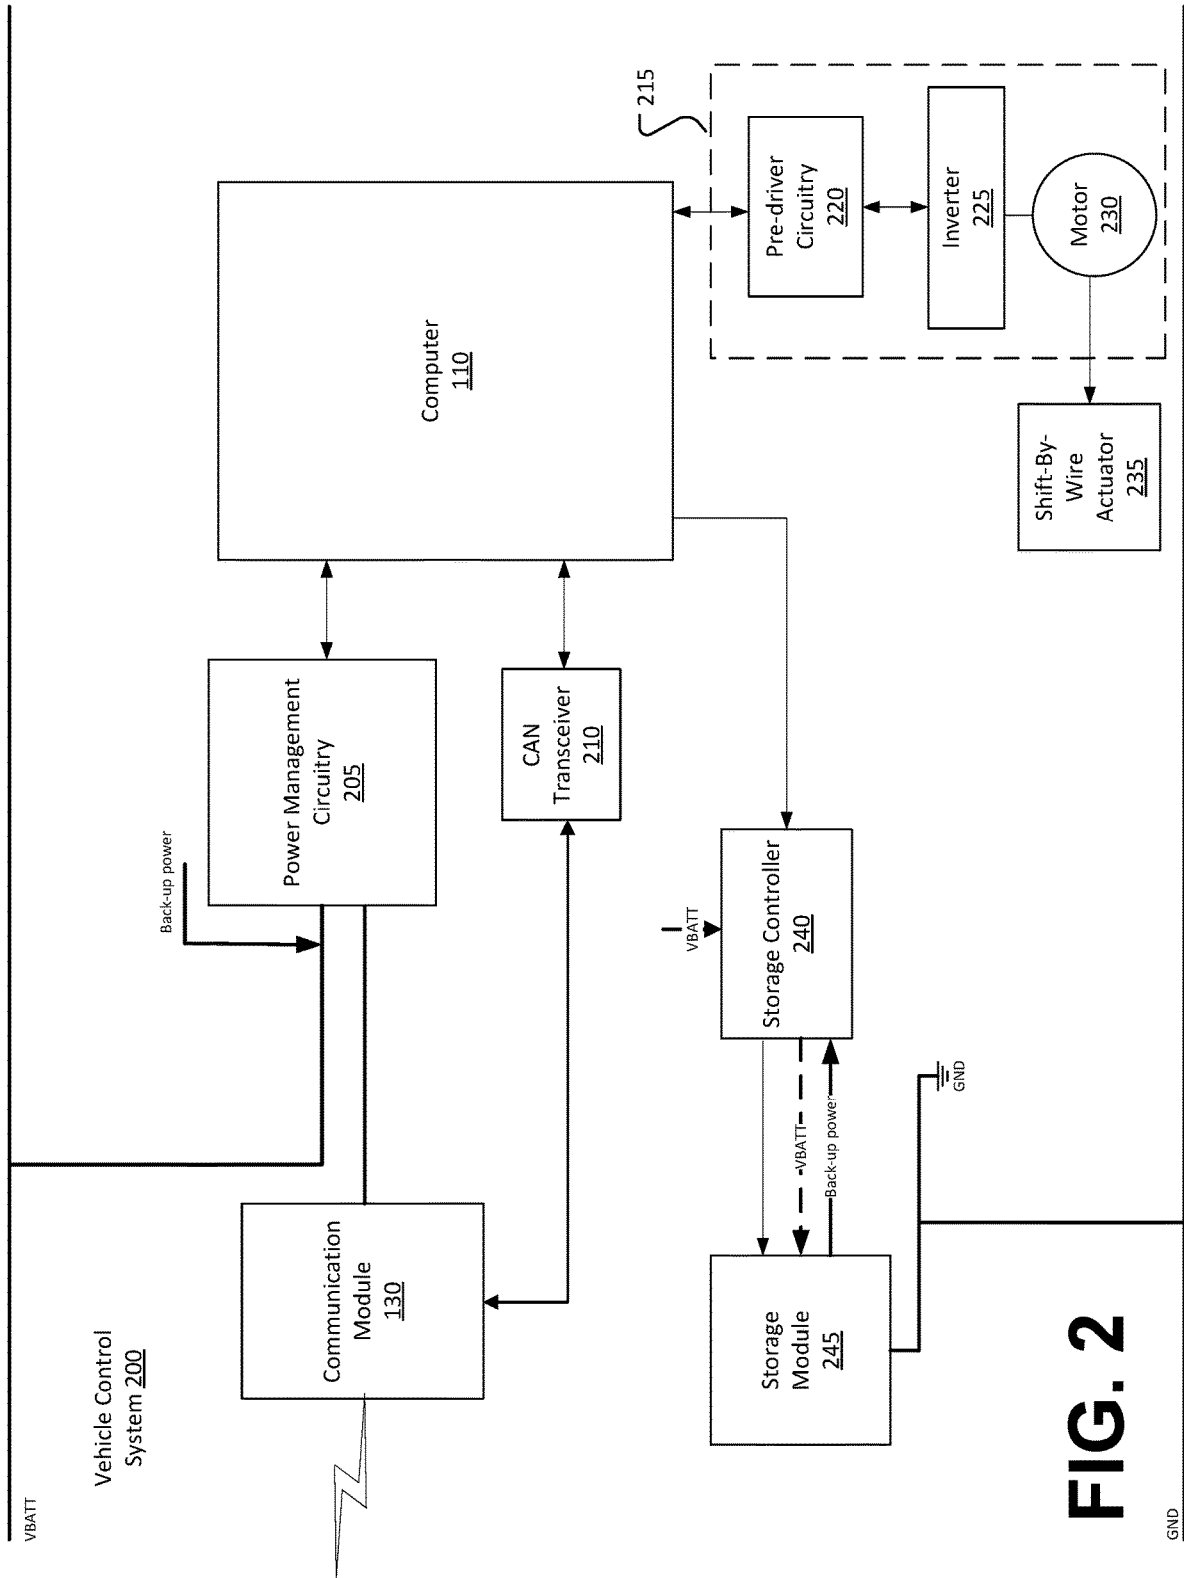 VBATT
Vehicle Control
System 200
Back-up power
Communication
Module
130
Power Management
Circuitry
205
Computer
110
CAN
Transceiver
210
215
VBATT
Storage
Module
245
VBATT
Back-up power
Storage Controller
240
Pre-driver
Circuitry
220
Inverter
225
Motor
230
Shift-By-
Wire
Actuator
235
GND
FIG. 2
GND